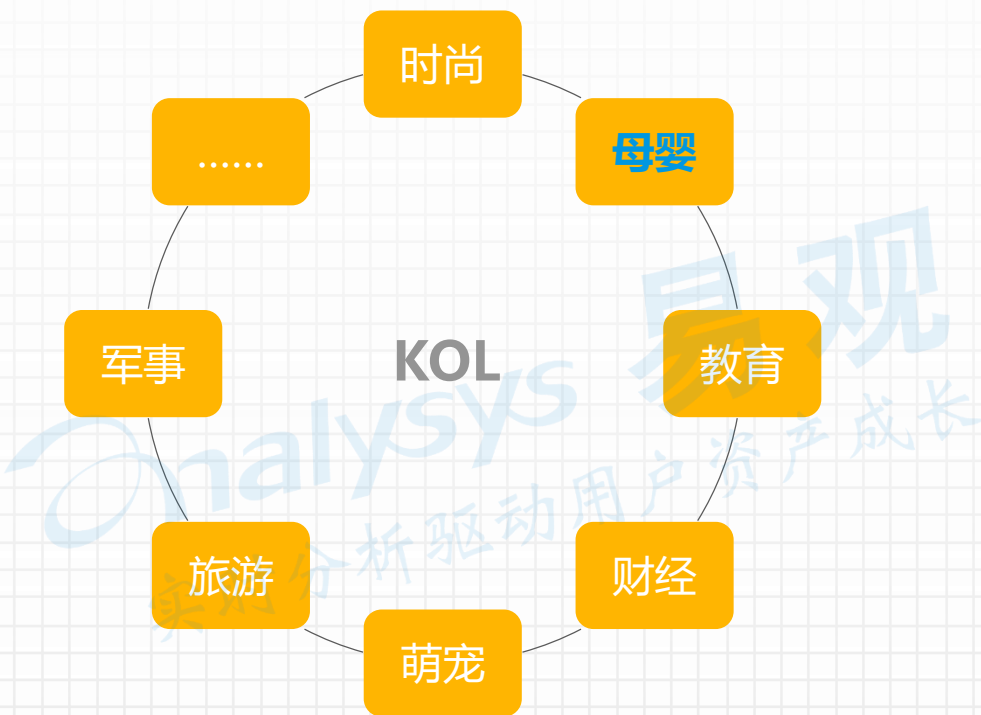 时尚
......
母婴
军事
KOL
教育
旅游
财经
萌宠
analysys 易观
实时分析驱动用户资产成长